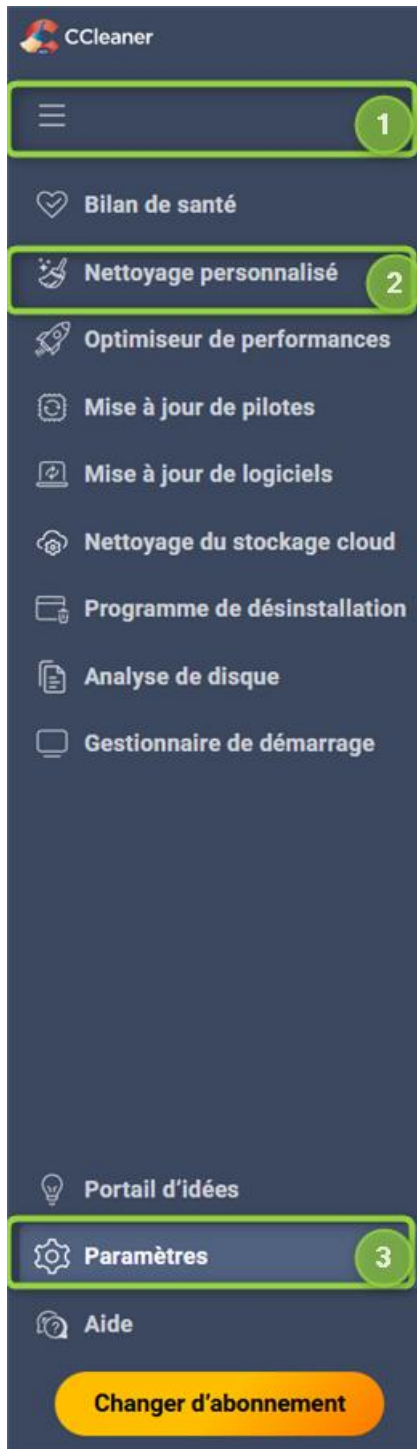 CCleaner
1
Bilan de santé
Nettoyage personnalisé
2
Optimiseur de performances
Mise à jour de pilotes
Mise à jour de logiciels
Nettoyage du stockage cloud
Programme de désinstallation
Analyse de disque
Gestionnaire de démarrage
Portail d’idées
Paramètres
3
Aide
Changer d’abonnement